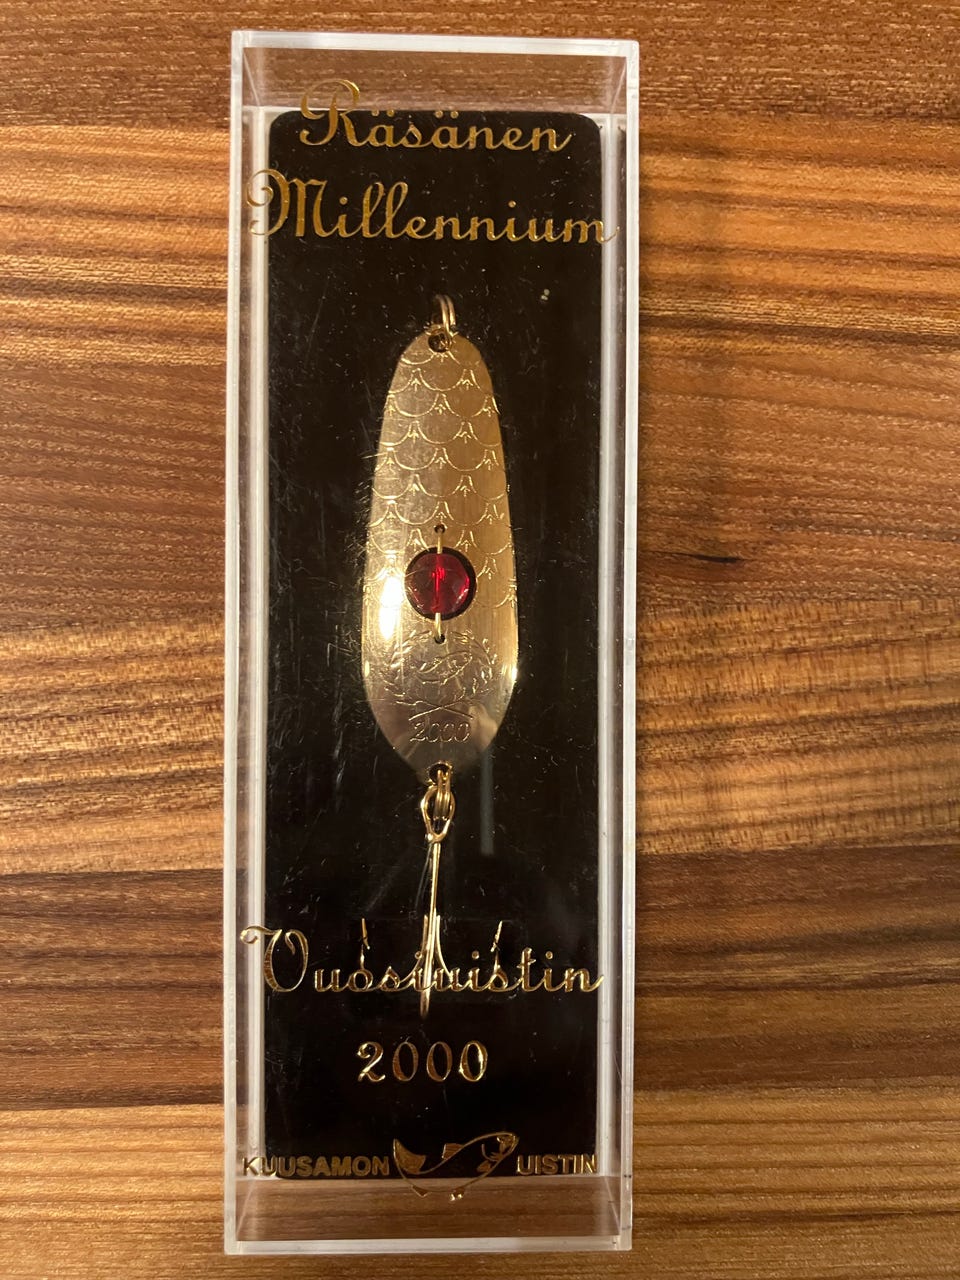 Räsänen
Millennium
2000
Vuosiuistin
2000
KUUSAMON UISTIN